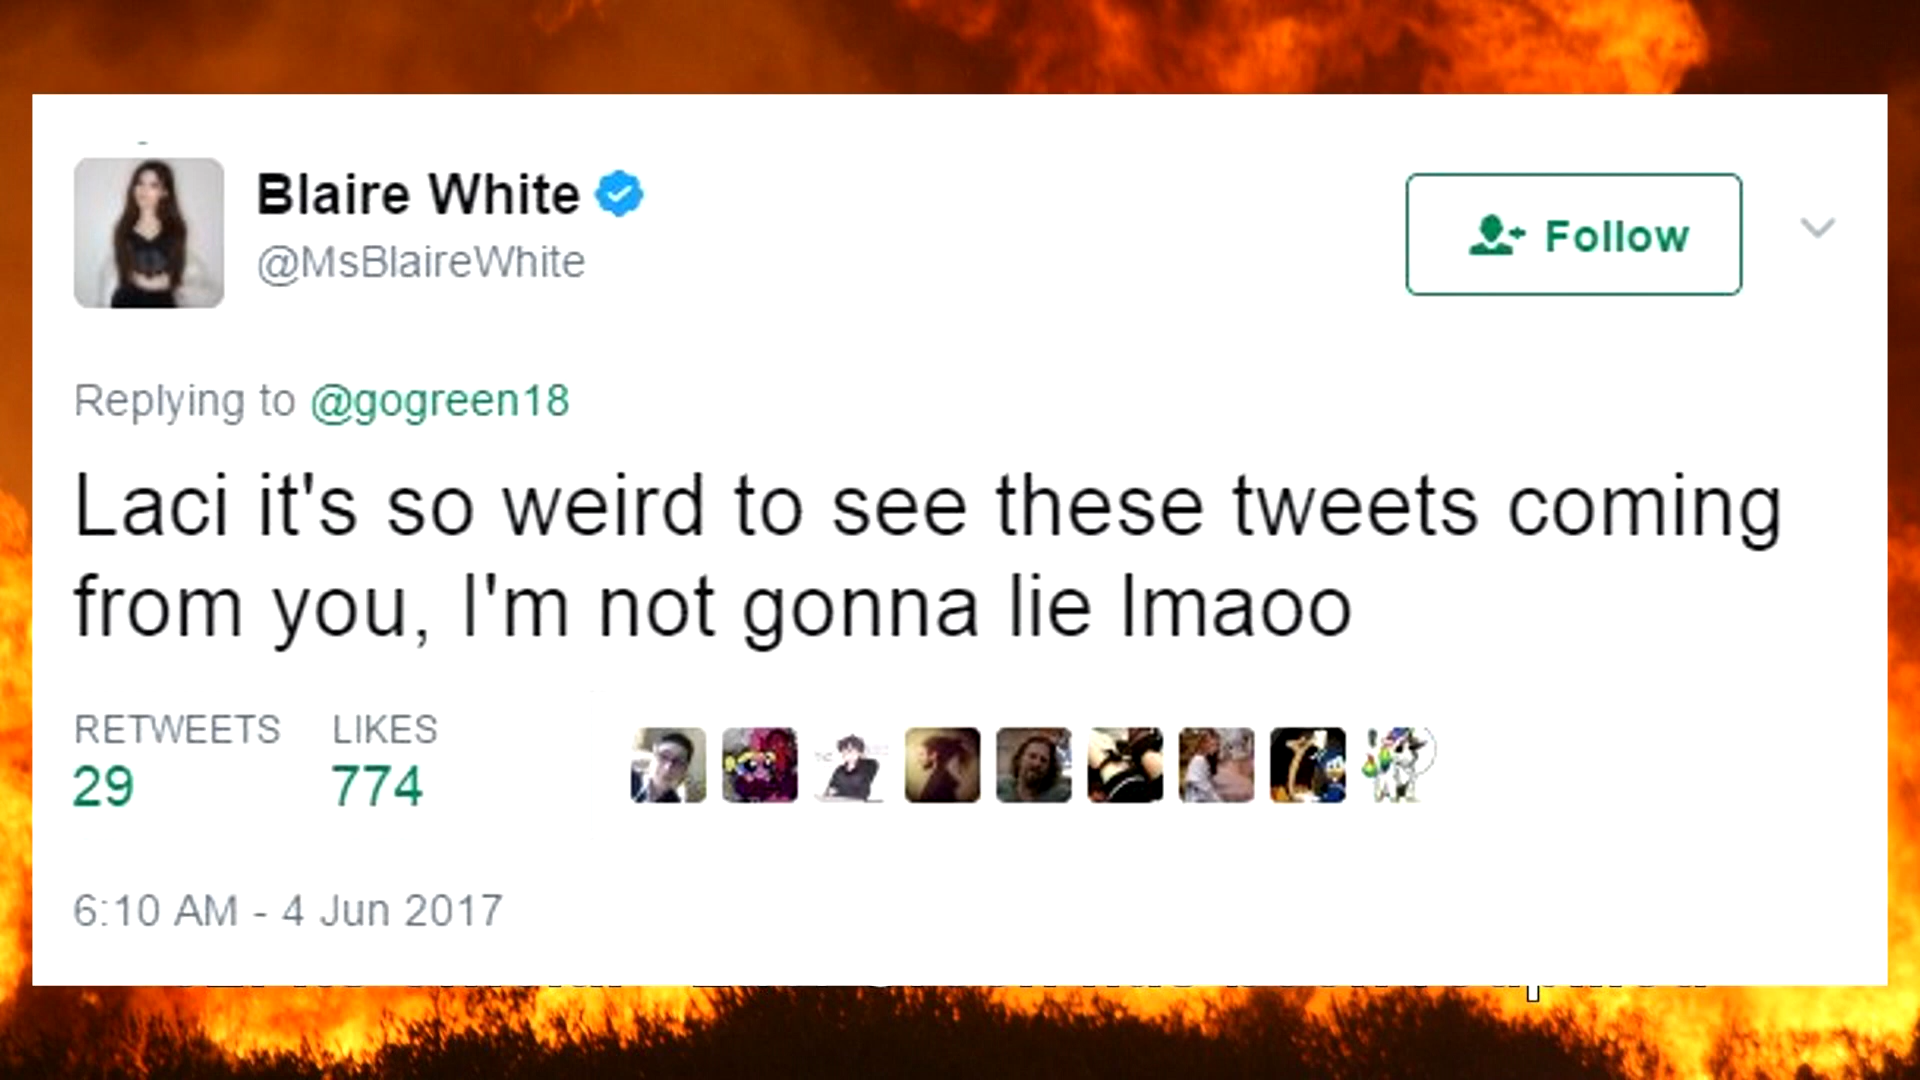 Blaire White
@MsBlaireWhite
Follow
Replying to @gogreen18
Laci it's so weird to see these tweets coming
from you, I'm not gonna lie lmaoo
RETWEETS LIKES
29 774
6:10 AM - 4 Jun 2017